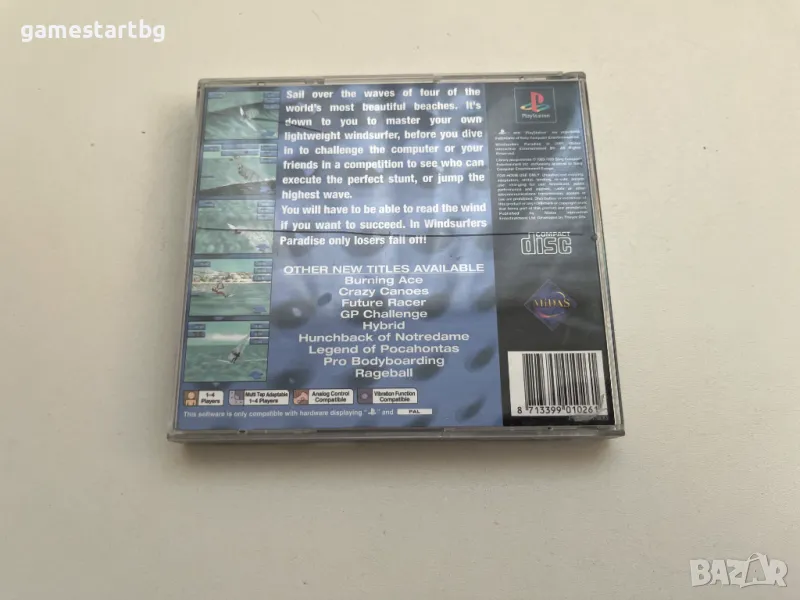 gamestartbg
Sail over the waves of four of the
world's most beautiful beaches. It's
down to you to master your own
lightweight windsurfer, before you dive
in to challenge the computer or your
friends in a competition to see who can
execute the perfect stunt, or jump the
highest wave.
You will have to be able to read the wind
if you want to succeed. In Windsurfers
Paradise only losers fall off!
OTHER NEW TITLES AVAILABLE
Burning Ace
Crazy Canoes
Future Racer
GP Challenge
Hybrid
Hunchback of Notredame
Legend of Pocahontas
Pro Bodyboarding
Rageball
1-4
Players
Multi Tap Adaptable
1-4 Players
Analog Control
Compatible
Vibration Function
Compatible
This software is only compatible with hardware displaying " " and PAL
PlayStation
COMPACT
disc
MiDAS
8 713399 01026
BAZAR